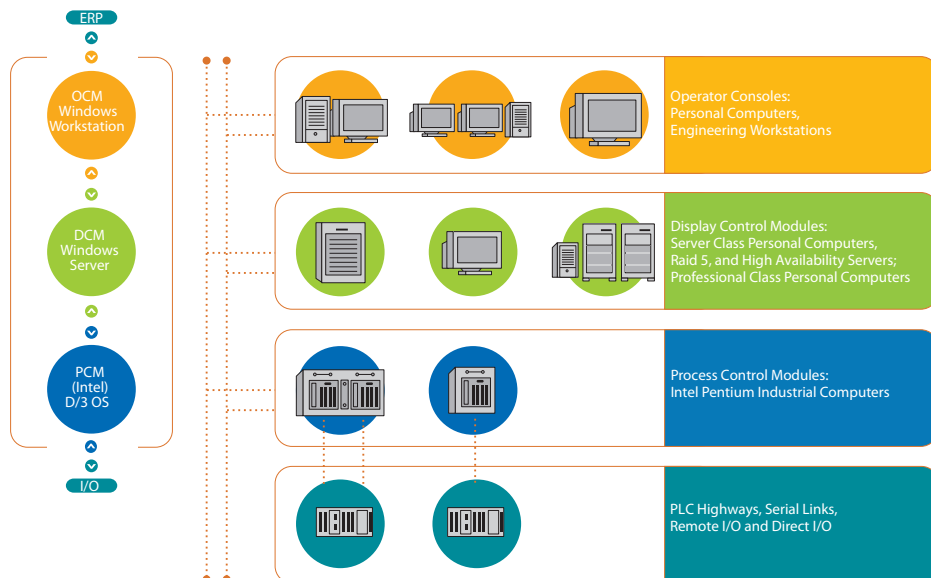 ERP
OCM
Windows
Workstation
DCM
Windows
Server
PCM
(Intel)
D/3 OS
I/O
Operator Consoles:
Personal Computers,
Engineering Workstations
Display Control Modules:
Server Class Personal Computers,
Raid 5, and High Availability Servers;
Professional Class Personal Computers
Process Control Modules:
Intel Pentium Industrial Computers
PLC Highways, Serial Links,
Remote I/O and Direct I/O